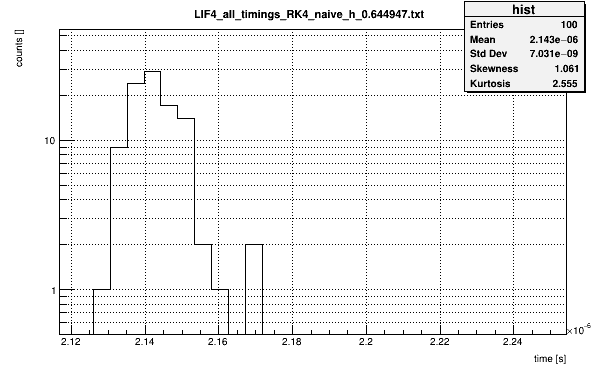 LIF4_all_timings_RK4_naive_h_0.644947.txt
hist
Entries 100
Mean 2.143e−06
Std Dev 7.031e−09
Skewness 1.061
Kurtosis 2.555
counts []
10
1
2.12 2.14 2.16 2.18 2.2 2.22 2.24
×10⁻⁶
time [s]